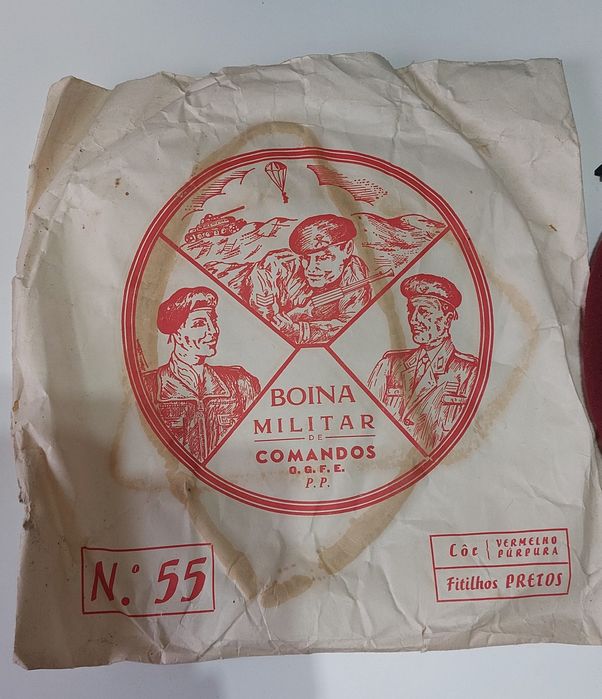 BOINA
MILITAR
DE
COMANDOS
O.G.F.E.
P.P.
N.º 55
Côr { VERMELHO
PÚRPURA
Fitilhos PRETOS